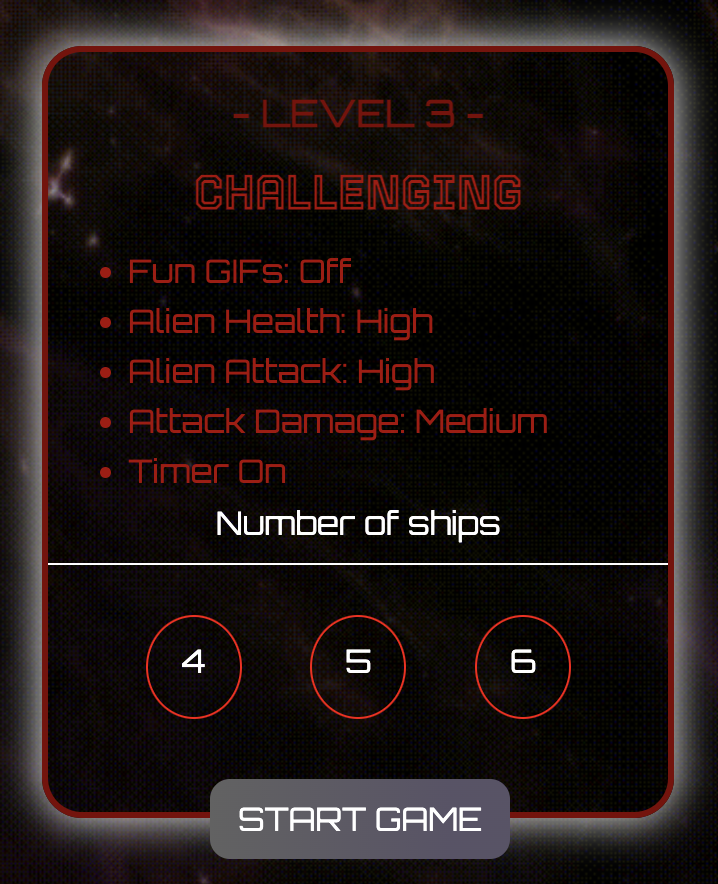 - LEVEL 3 -
CHALLENGING
• Fun GIFs: Off
• Alien Health: High
• Alien Attack: High
• Attack Damage: Medium
• Timer On
Number of ships
4 5 6
START GAME